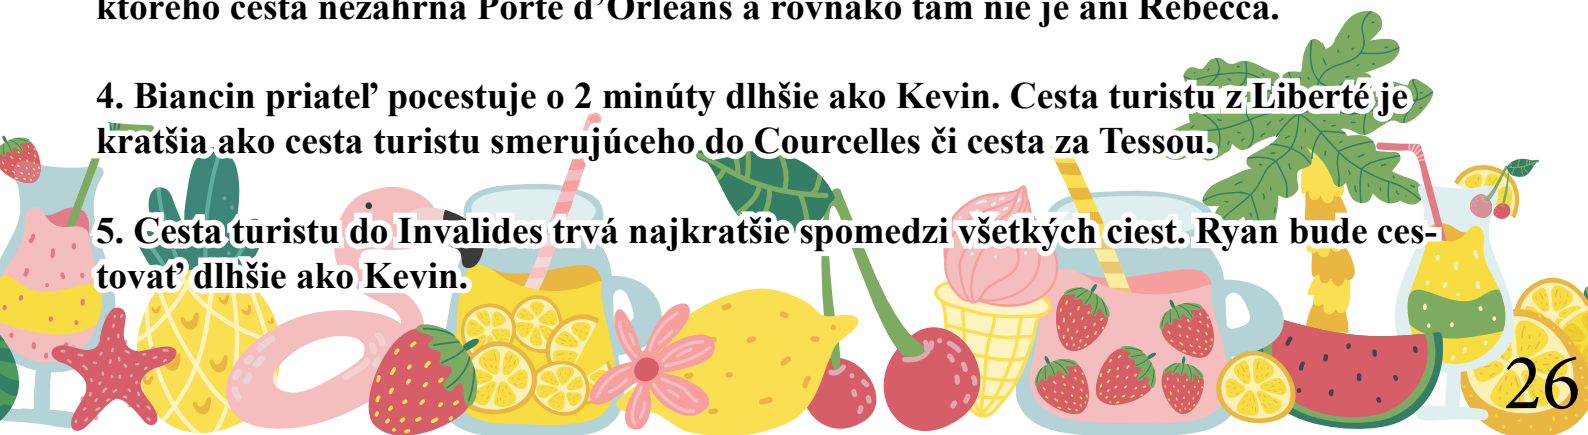 ktorého cesta nezahŕňa Porte d’Orléans a rovnako tam nie je ani Rebecca.
4. Biancin priateľ pocestuje o 2 minúty dlhšie ako Kevin. Cesta turistu z Liberté je
kratšia ako cesta turistu smerujúceho do Courcelles či cesta za Tessou.
5. Cesta turistu do Invalides trvá najkratšie spomedzi všetkých ciest. Ryan bude ces-
tovať dlhšie ako Kevin.
26